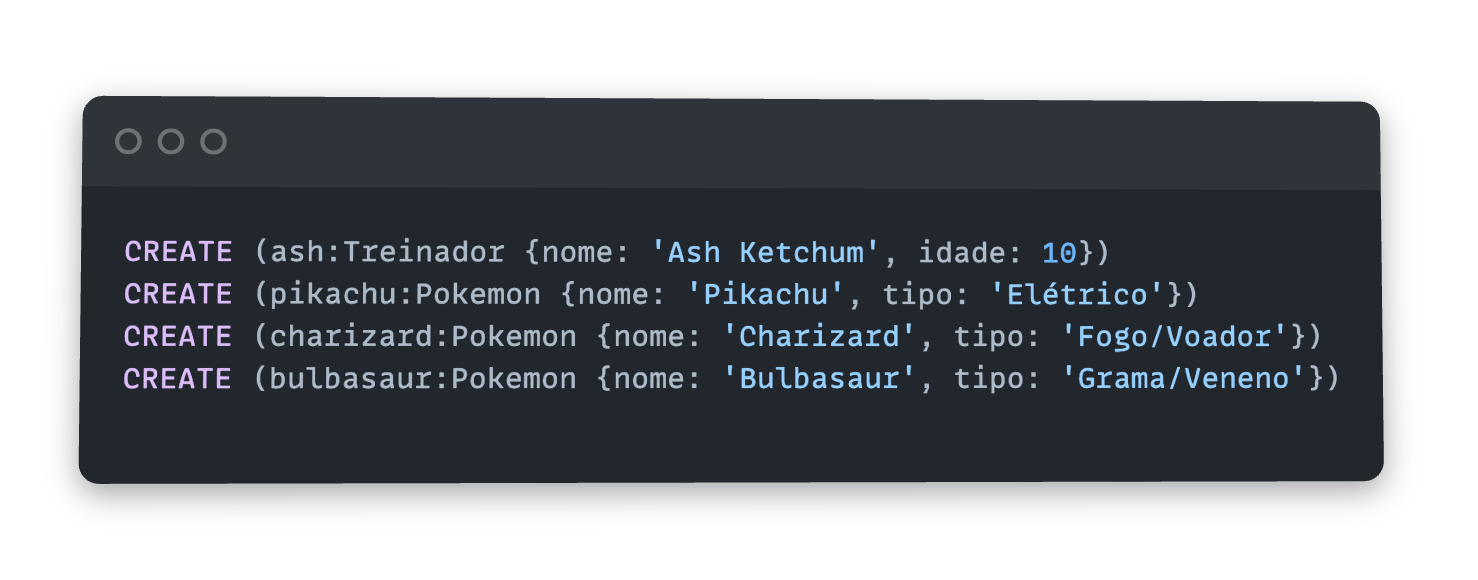 CREATE (ash:Treinador {nome: 'Ash Ketchum', idade: 10})
CREATE (pikachu:Pokemon {nome: 'Pikachu', tipo: 'Elétrico'})
CREATE (charizard:Pokemon {nome: 'Charizard', tipo: 'Fogo/Voador'})
CREATE (bulbasaur:Pokemon {nome: 'Bulbasaur', tipo: 'Grama/Veneno'})